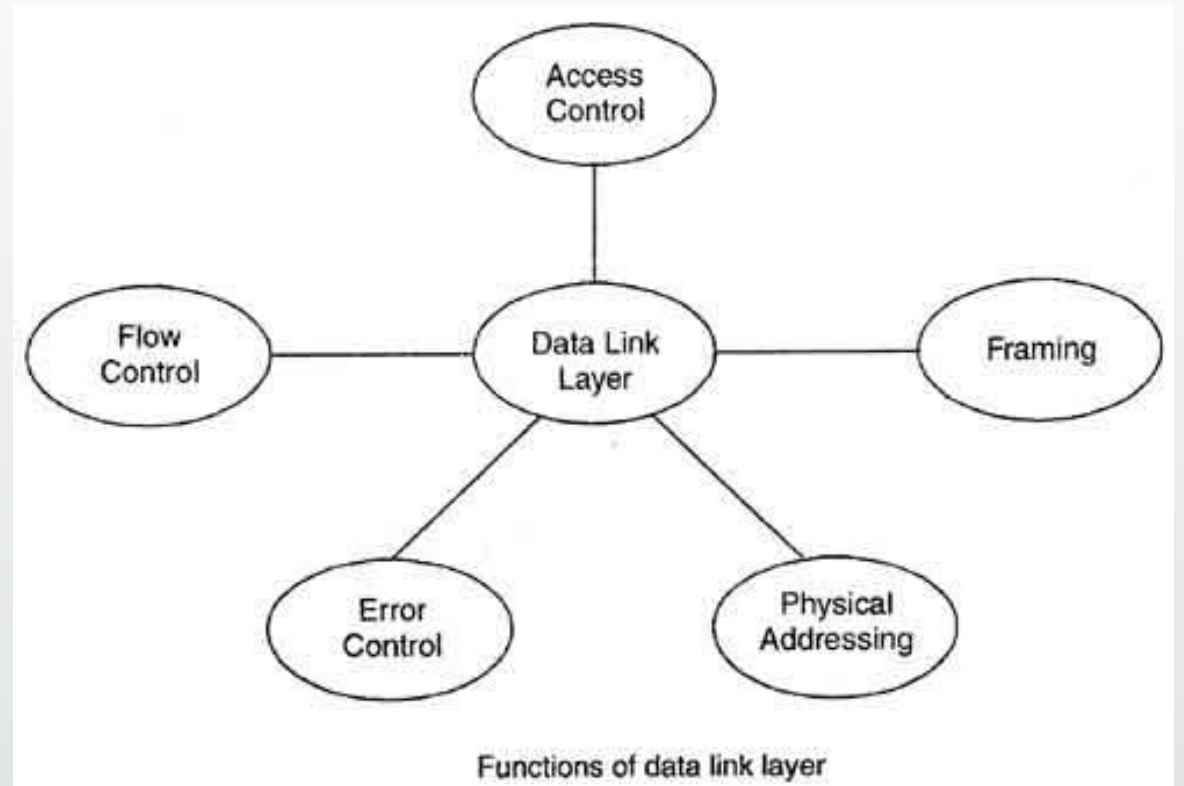 Access
Control
Flow
Control
Data Link
Layer
Framing
Error
Control
Physical
Addressing
Functions of data link layer